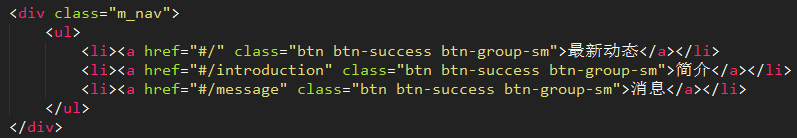 <div class="m_nav">
    <ul>
        <li><a href="#/" class="btn btn-success btn-group-sm">最新动态</a></li>
        <li><a href="#/introduction" class="btn btn-success btn-group-sm">简介</a></li>
        <li><a href="#/message" class="btn btn-success btn-group-sm">消息</a></li>
    </ul>
</div>